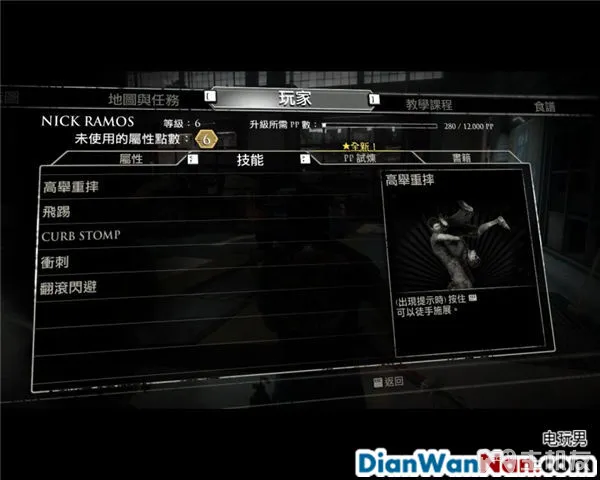 地圖與任務
玩家
教學課程
食譜
NICK RAMOS 等級：6 升級所需 PP 數： 280 / 12,000 PP
未使用的屬性點數： 6
★全新！
屬性
技能
PP 試煉
書籍
高舉重摔
飛踢
CURB STOMP
衝刺
翻滾閃避
高舉重摔
(出現提示時) 按住
可以徒手施展。
返回
电玩男
DianWanNan.com